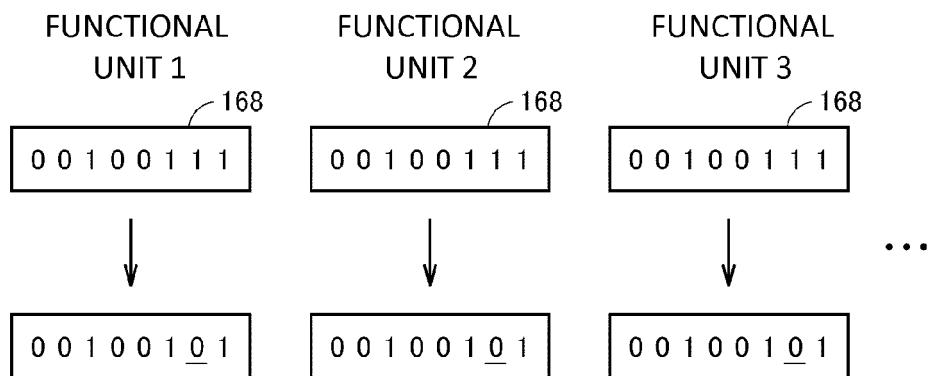 FUNCTIONAL UNIT 1
FUNCTIONAL UNIT 2
FUNCTIONAL UNIT 3
168
168
168
0 0 1 0 0 1 1 1
0 0 1 0 0 1 1 1
0 0 1 0 0 1 1 1
...
0 0 1 0 0 1 0 1
0 0 1 0 0 1 0 1
0 0 1 0 0 1 0 1